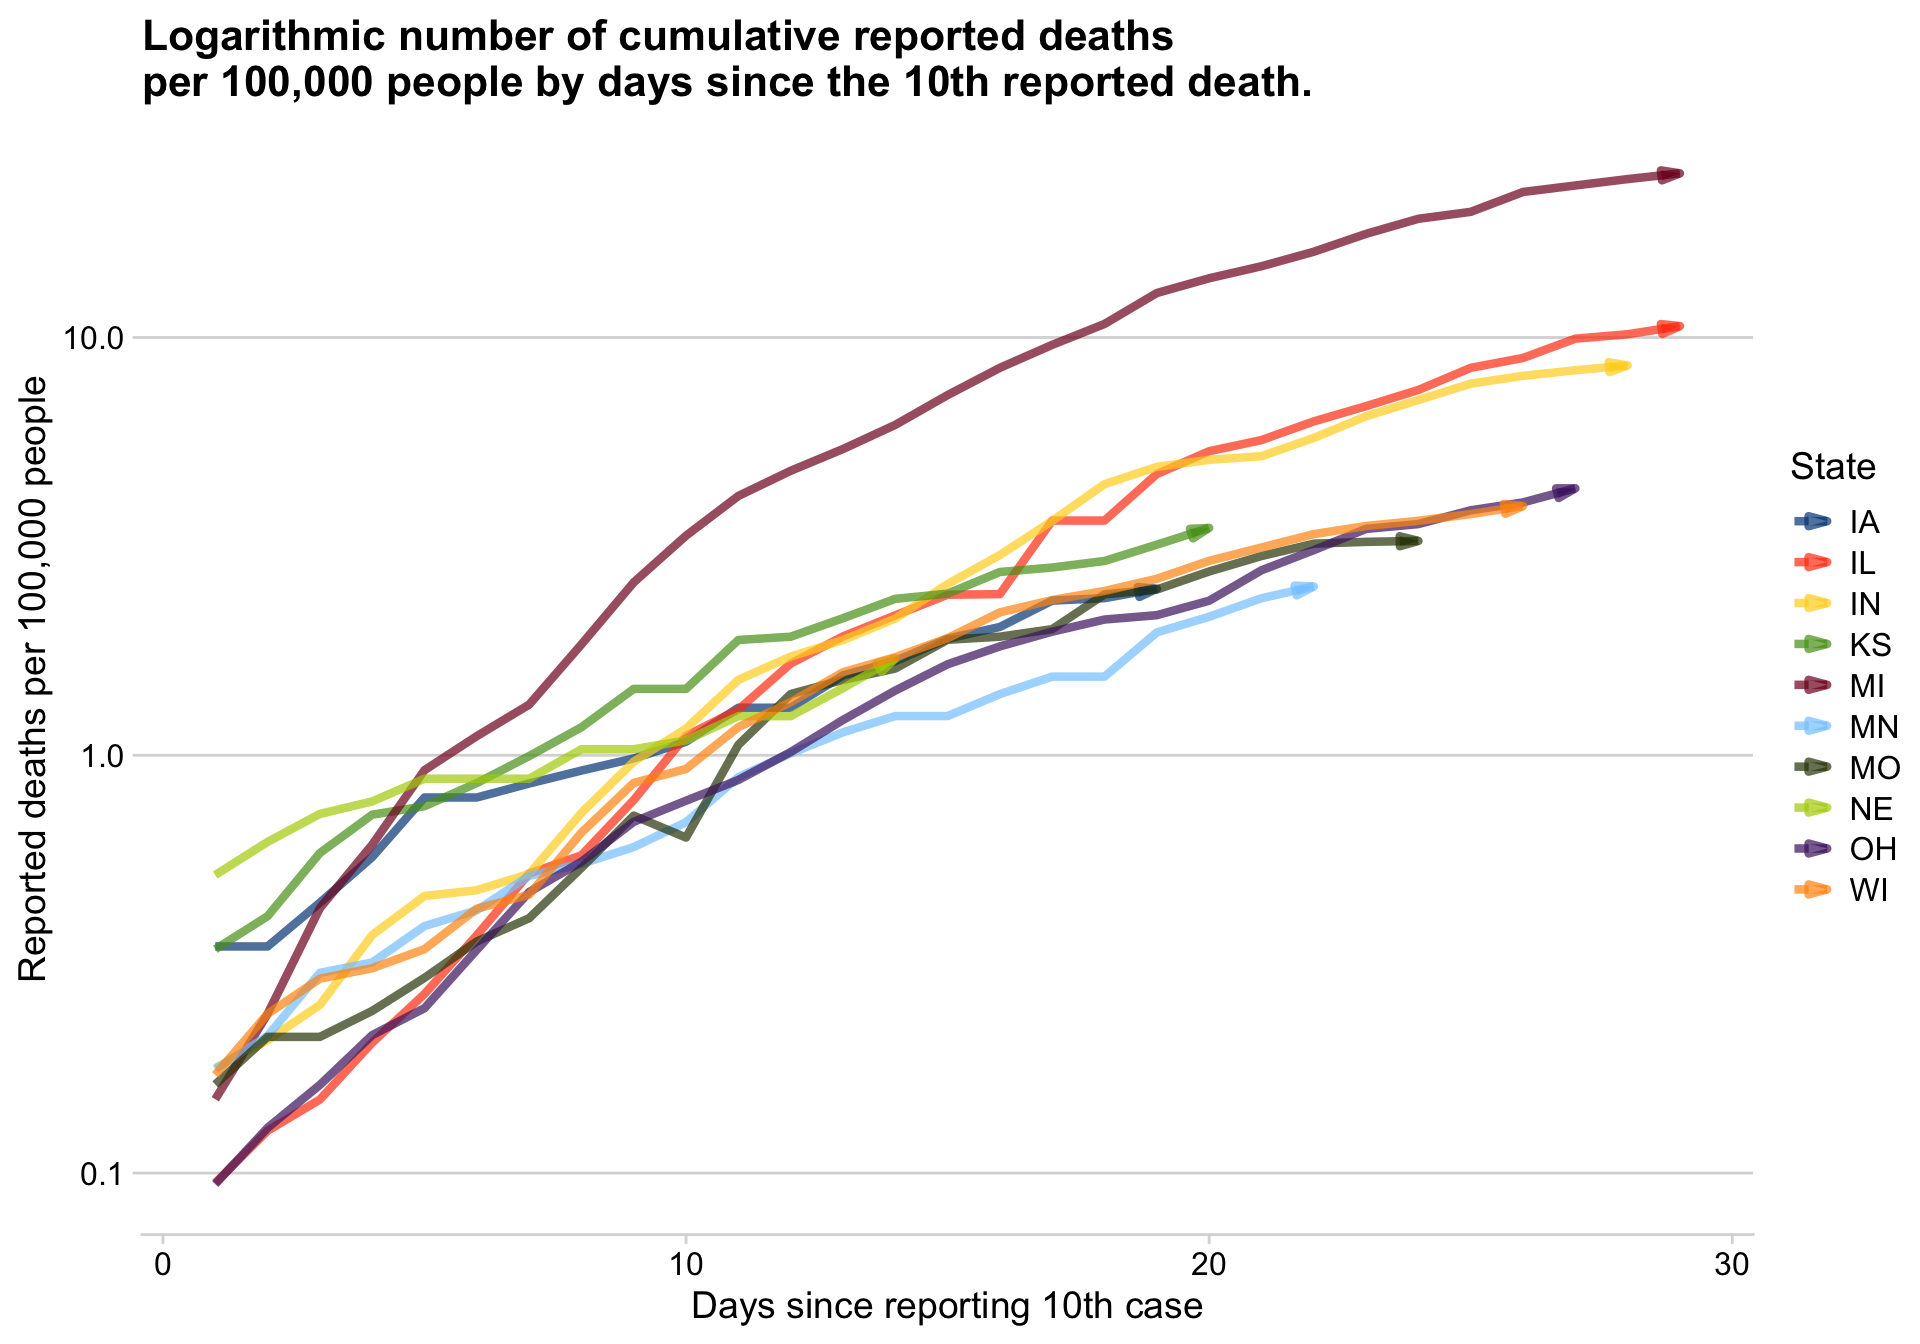 Logarithmic number of cumulative reported deaths
per 100,000 people by days since the 10th reported death.
Reported deaths per 100,000 people
10.0
1.0
0.1
0
10
20
30
Days since reporting 10th case
State
IA
IL
IN
KS
MI
MN
MO
NE
OH
WI